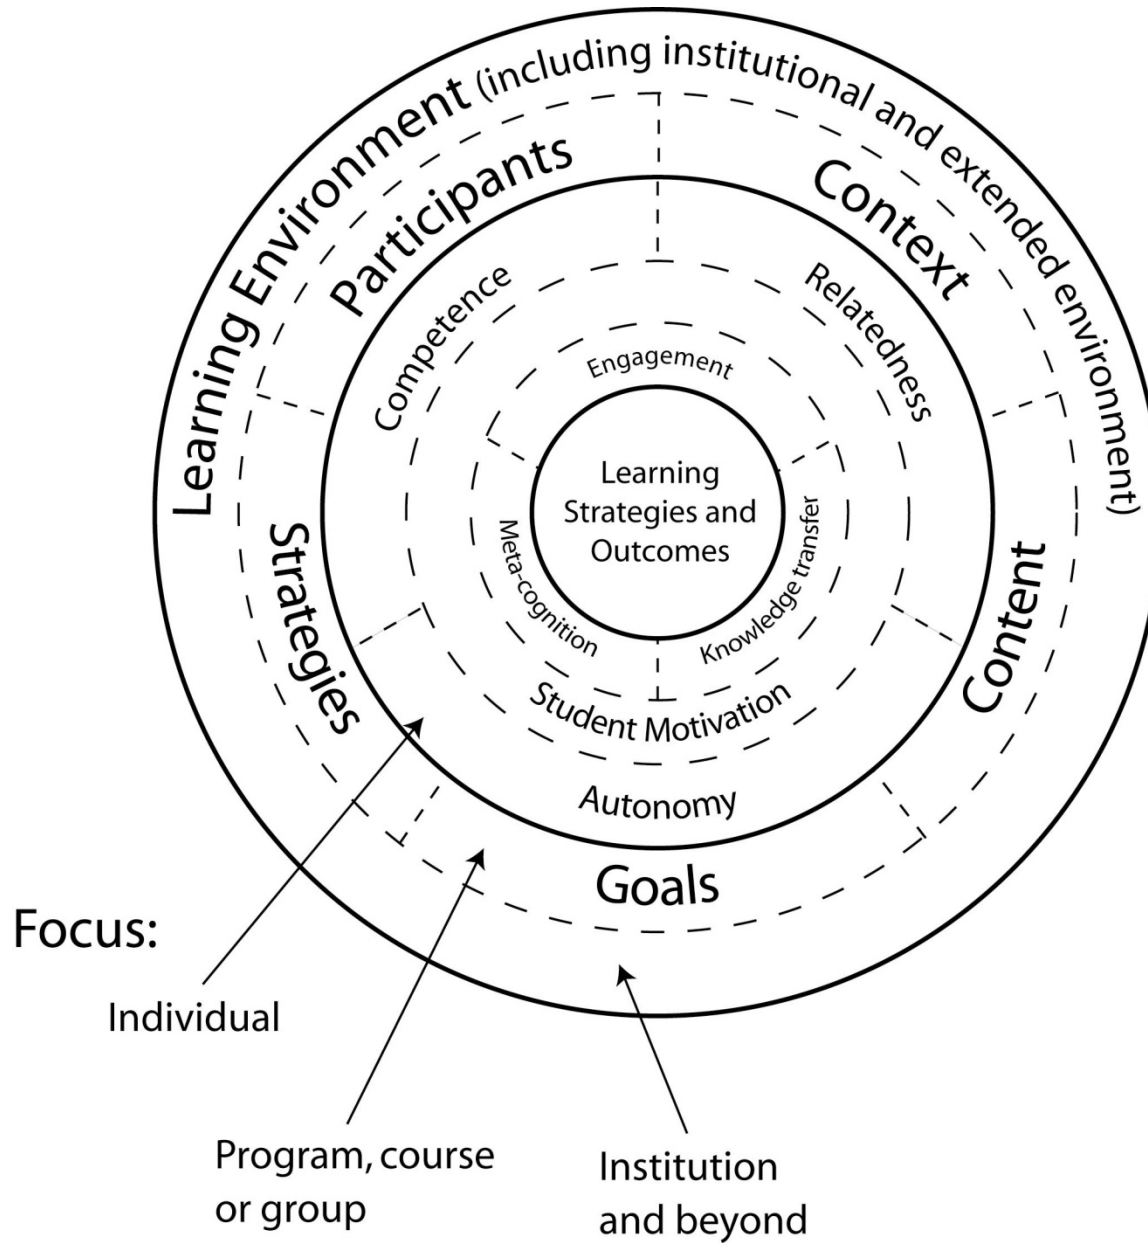 Learning Environment (including institutional and extended environment)
Participants
Context
Competence
Relatedness
Engagement
Learning
Strategies and
Outcomes
Meta-cognition
Knowledge transfer
Strategies
Content
Student Motivation
Autonomy
Goals
Focus:
Individual
Program, course
or group
Institution
and beyond